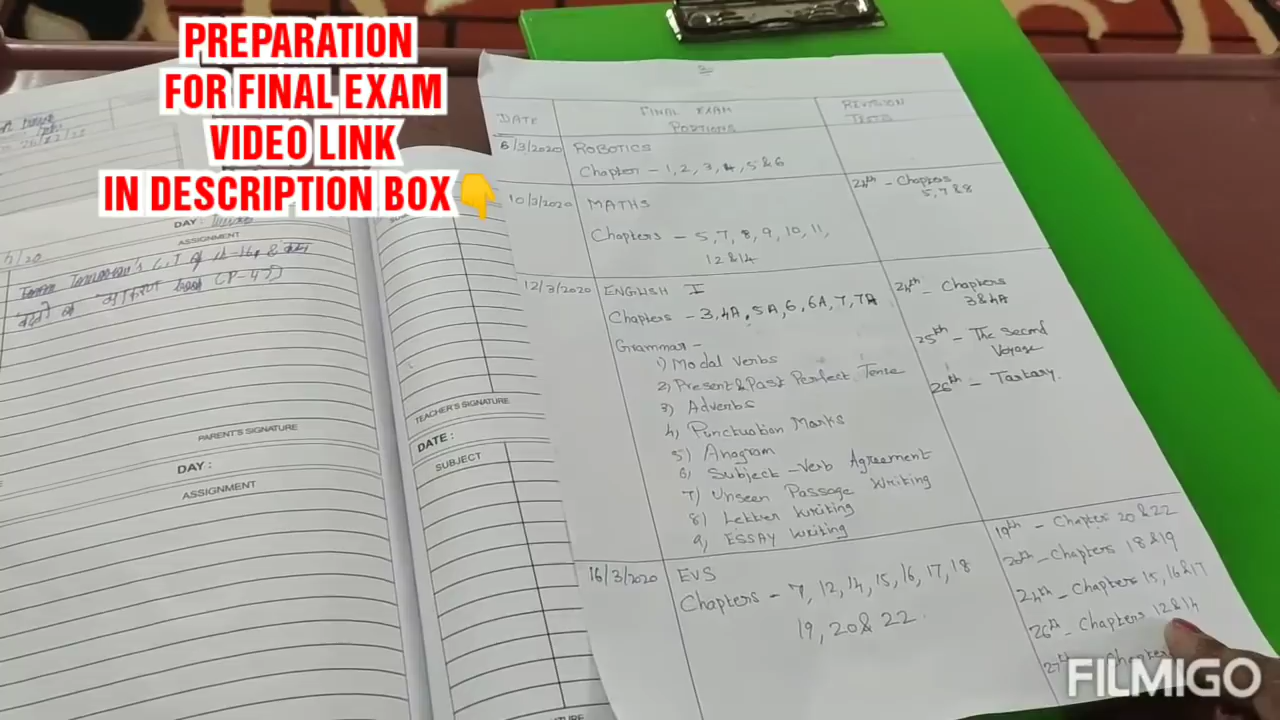 PREPARATION
FOR FINAL EXAM
VIDEO LINK
IN DESCRIPTION BOX👇
DAY:
ASSIGNMENT
PARENT'S SIGNATURE
DAY:
ASSIGNMENT
TEACHER'S SIGNATURE
DATE:
SUBJECT
DATE
FINAL EXAM
PORTIONS
REVISION
TESTS
6/3/2020
ROBOTICS
Chapter - 1, 2, 3, 4, 5 & 6
10/3/2020
MATHS
Chapters - 5, 7, 8, 9, 10, 11,
12 & 14
24th - Chapters
5, 7 & 8
12/3/2020
ENGLISH I
Chapters - 3, 4A, 5A, 6, 6A, 7, 7A
Grammar -
1) Modal verbs
2) Present & Past Perfect Tense
3) Adverbs
4) Punctuation Marks
5) Anagram
6) Subject-Verb Agreement
7) Unseen Passage Writing
8) Letter Writing
9) ESSAY Writing
24th - Chapters
3 & 4A
25th - The Second
Voyage
26th - Tartary.
16/3/2020
EVS
Chapters - 7, 12, 14, 15, 16, 17, 18
19, 20 & 22.
19th - Chapter 20 & 22
20th - Chapters 18 & 19
24th - Chapters 15, 16 & 17
26th - Chapters 12 & 14
27th
FILMIGO